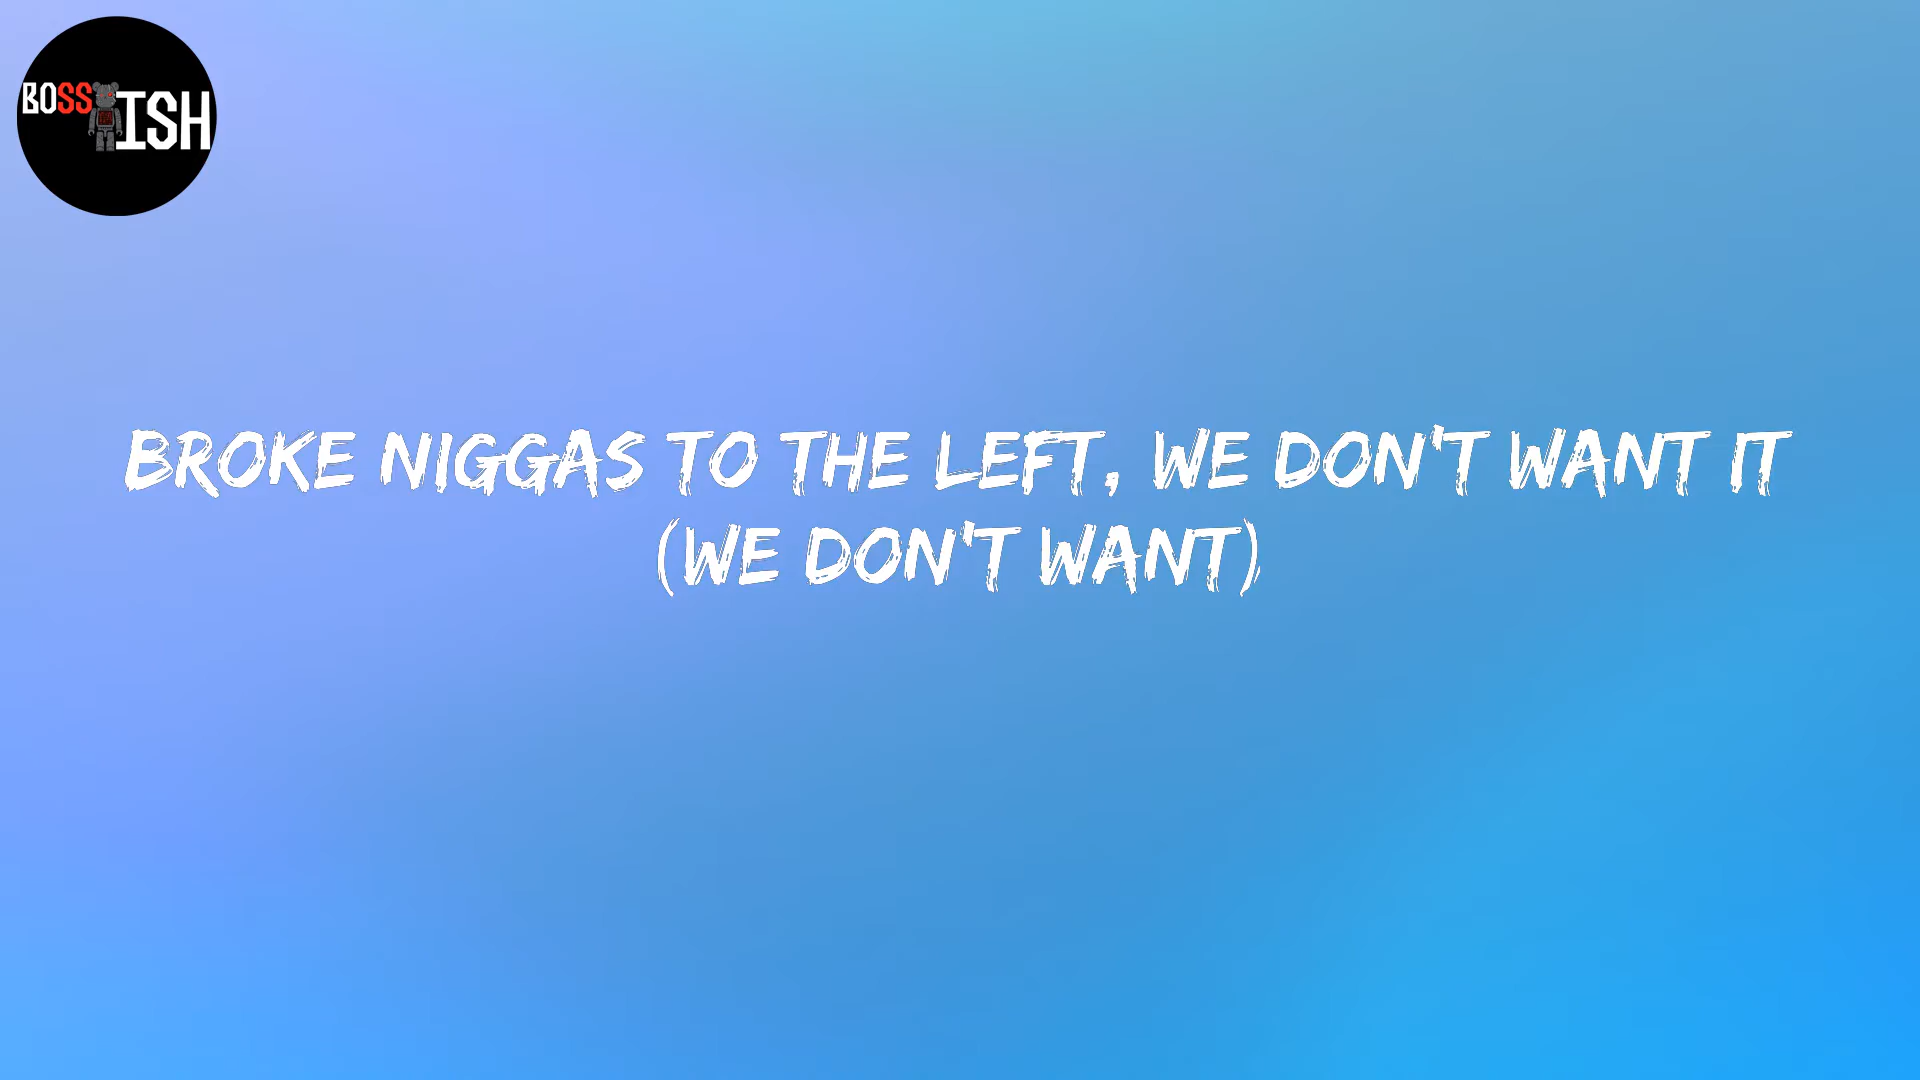 BOSS ISH
BROKE NIGGAS TO THE LEFT, WE DON'T WANT IT
(WE DON'T WANT)